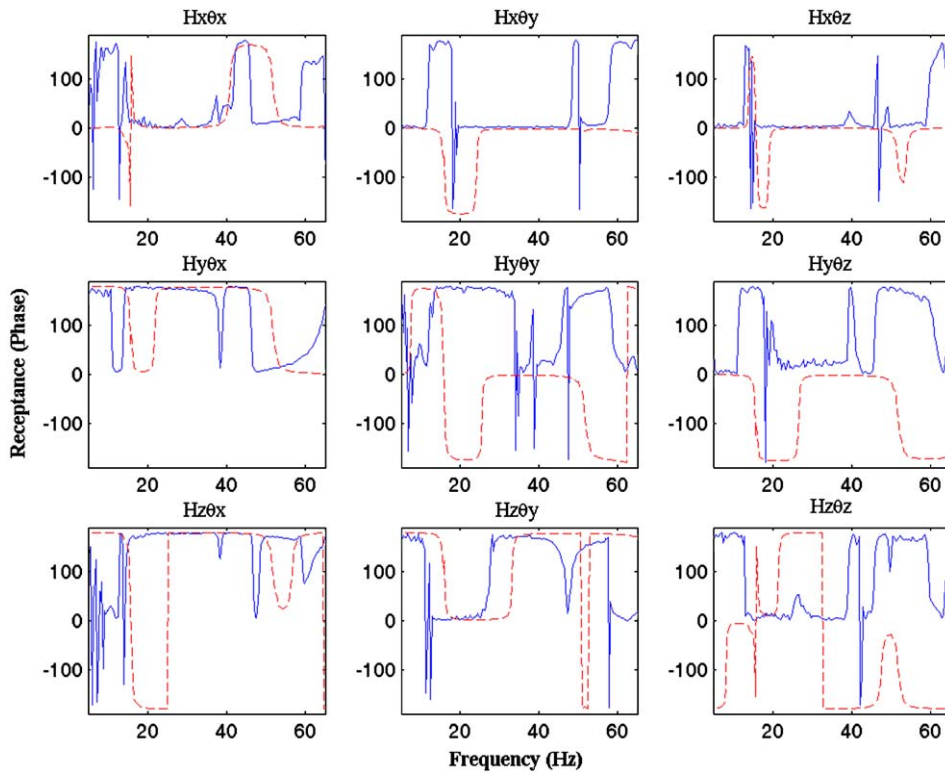 Hxθx Hxθy Hxθz
100 100 100
0 0 0
-100 -100 -100
20 40 60 20 40 60 20 40 60
Hyθx Hyθy Hyθz
100 100 100
0 0 0
-100 -100 -100
20 40 60 20 40 60 20 40 60
Hzθx Hzθy Hzθz
100 100 100
0 0 0
-100 -100 -100
20 40 60 20 40 60 20 40 60
Receptance (Phase)
Frequency (Hz)